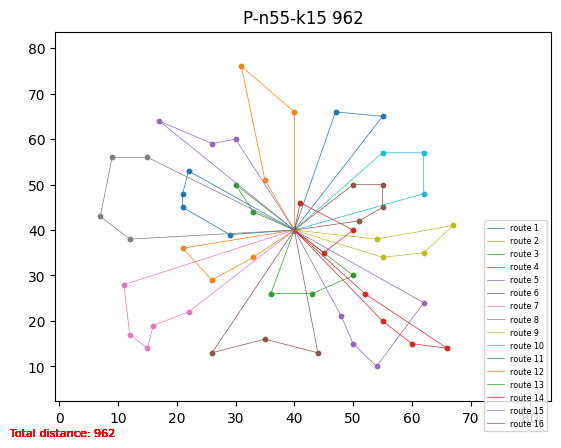 P-n55-k15 962
80
70
60
50
40
30
20
10
0
10
20
30
40
50
60
70
route 1
route 2
route 3
route 4
route 5
route 6
route 7
route 8
route 9
route 10
route 11
route 12
route 13
route 14
route 15
route 16
Total distance: 962